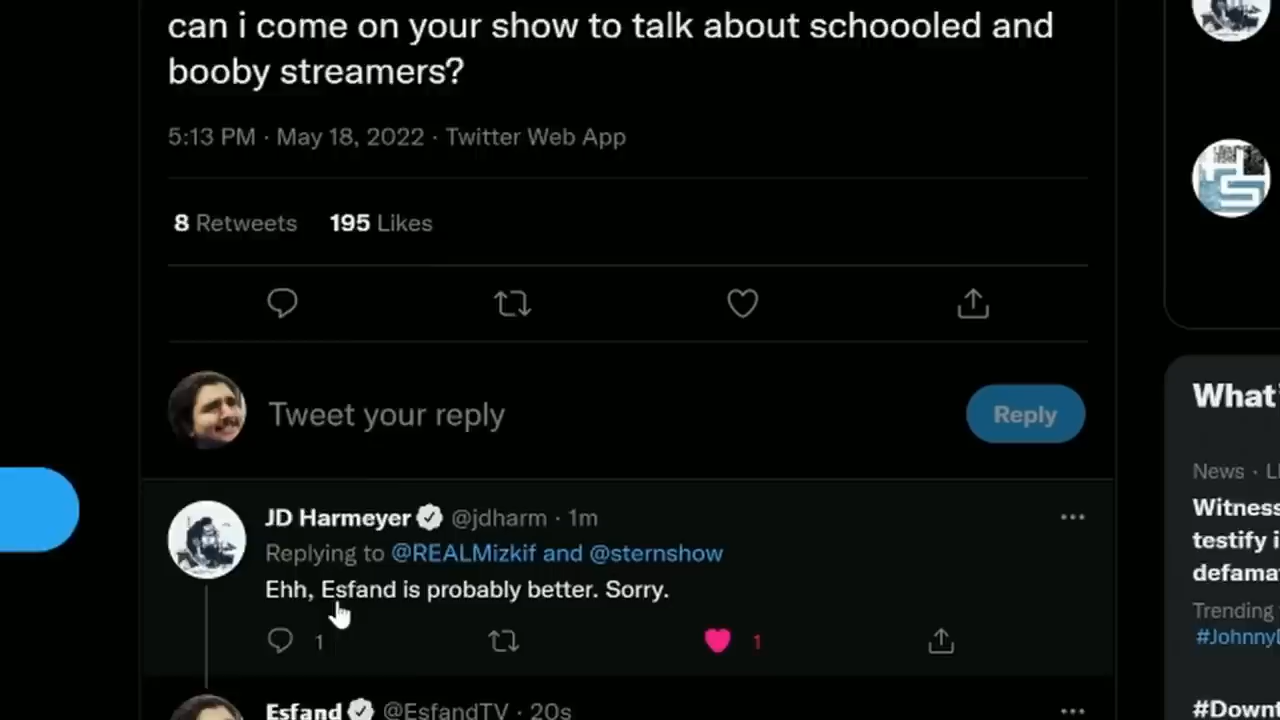 can i come on your show to talk about schoooled and
booby streamers?
5:13 PM · May 18, 2022 · Twitter Web App
8 Retweets 195 Likes
Tweet your reply
Reply
JD Harmeyer @jdharm · 1m
Replying to @REALMizkif and @sternshow
Ehh, Esfand is probably better. Sorry.
1
1
Esfand @EsfandTV · 20s
What'
News ·
Witness
testify i
defama
Trending
#Johnny
#Downt